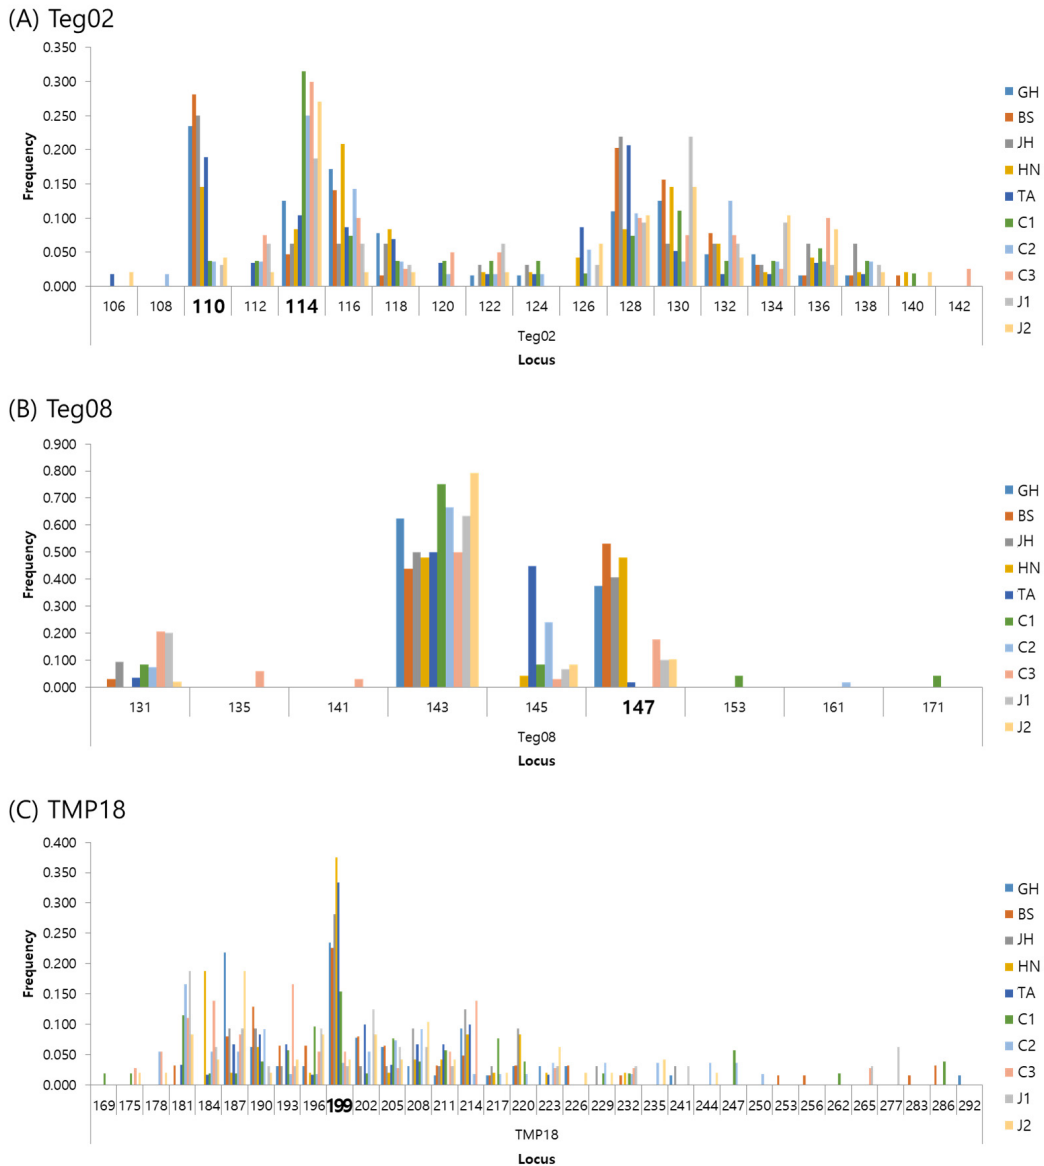 (A) Teg02
0.350
0.300
0.250
0.200
0.150
0.100
0.050
0.000
Frequency
106 108 110 112 114 116 118 120 122 124 126 128 130 132 134 136 138 140 142
Teg02
Locus
GH
BS
JH
HN
TA
C1
C2
C3
J1
J2
(B) Teg08
0.900
0.800
0.700
0.600
0.500
0.400
0.300
0.200
0.100
0.000
Frequency
131 135 141 143 145 147 153 161 171
Teg08
Locus
GH
BS
JH
HN
TA
C1
C2
C3
J1
J2
(C) TMP18
0.400
0.350
0.300
0.250
0.200
0.150
0.100
0.050
0.000
Frequency
169 175 178 181 184 187 190 193 196 199 202 205 208 211 214 217 220 223 226 229 232 235 241 244 247 250 253 256 262 265 277 283 286 292
TMP18
Locus
GH
BS
JH
HN
TA
C1
C2
C3
J1
J2